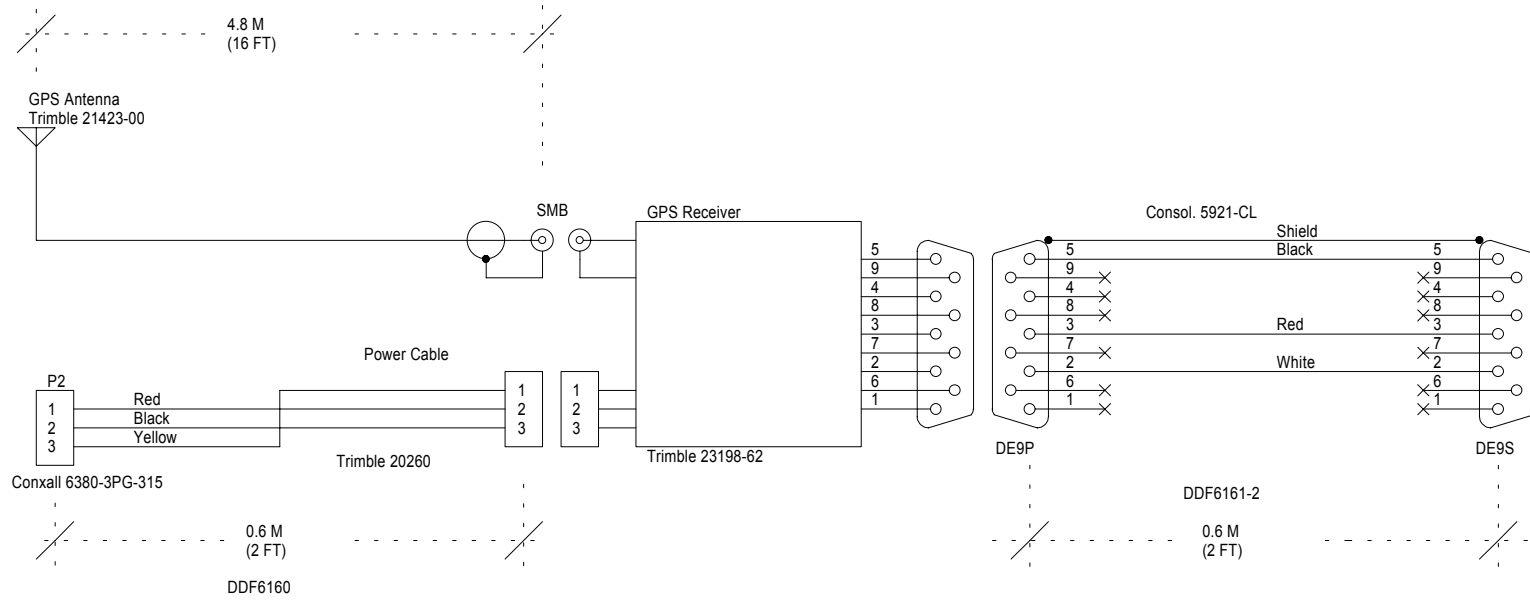 4.8 M
(16 FT)
GPS Antenna
Trimble 21423-00
SMB
GPS Receiver
Consol. 5921-CL
Shield
5
5
Black
5
9
9
9
4
4
4
8
8
8
3
3
Red
3
7
7
7
2
2
White
2
6
6
6
1
1
1
Power Cable
P2
1
Red
1
1
2
Black
2
2
3
Yellow
3
3
Trimble 20260
Trimble 23198-62
DE9P
DE9S
Conxall 6380-3PG-315
DDF6161-2
0.6 M
(2 FT)
0.6 M
(2 FT)
DDF6160